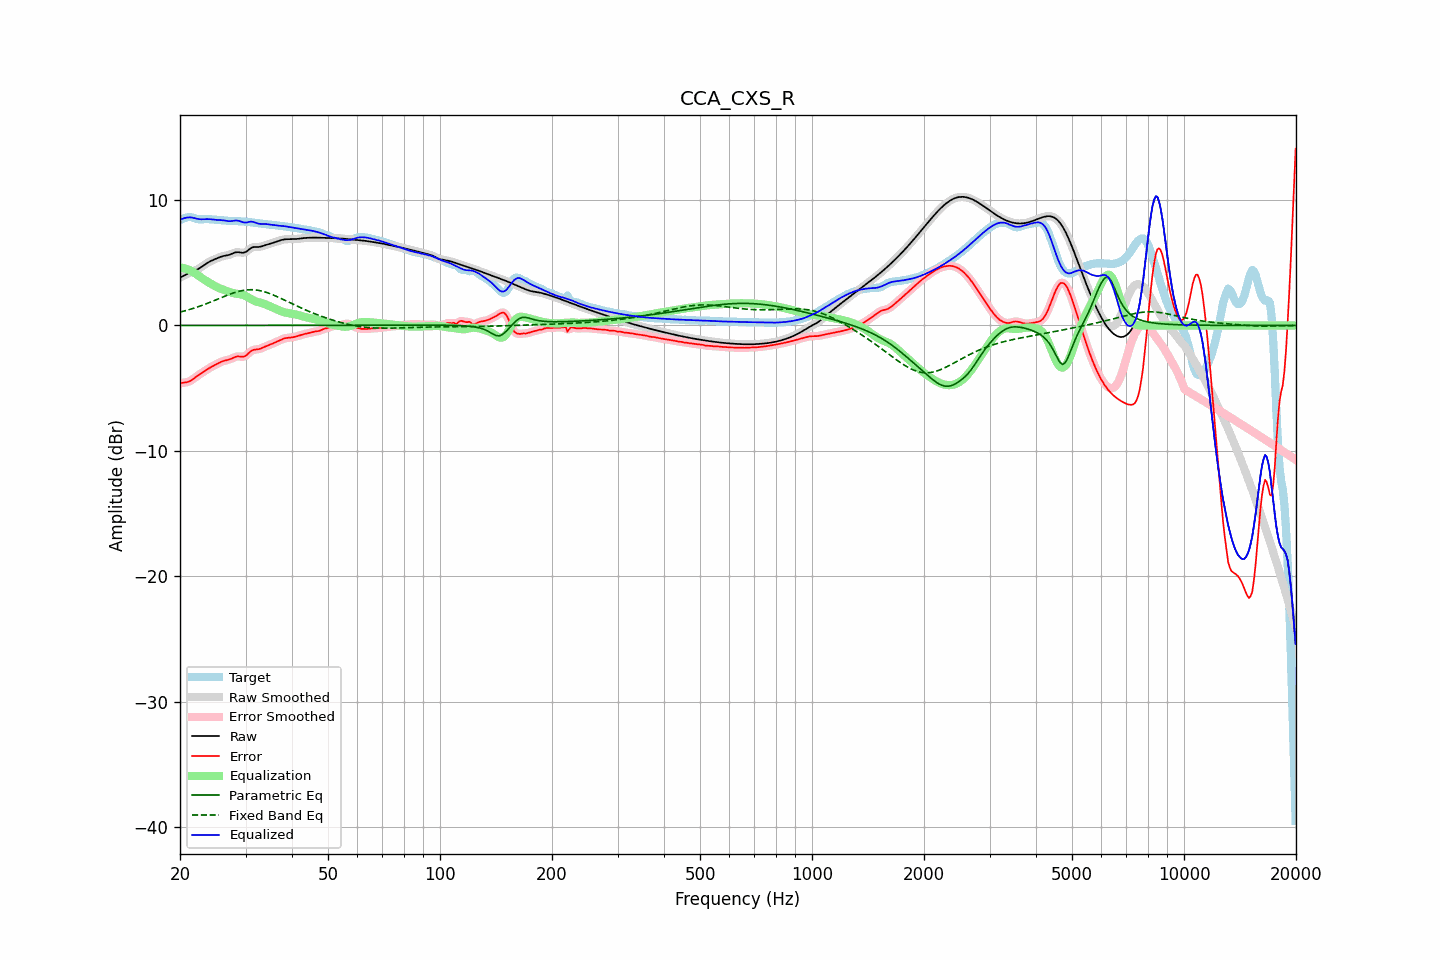 CCA_CXS_R
10
0
−10
−20
−30
−40
Amplitude (dBr)
Target
Raw Smoothed
Error Smoothed
Raw
Error
Equalization
Parametric Eq
Fixed Band Eq
Equalized
20 50 100 200 500 1000 2000 5000 10000 20000
Frequency (Hz)